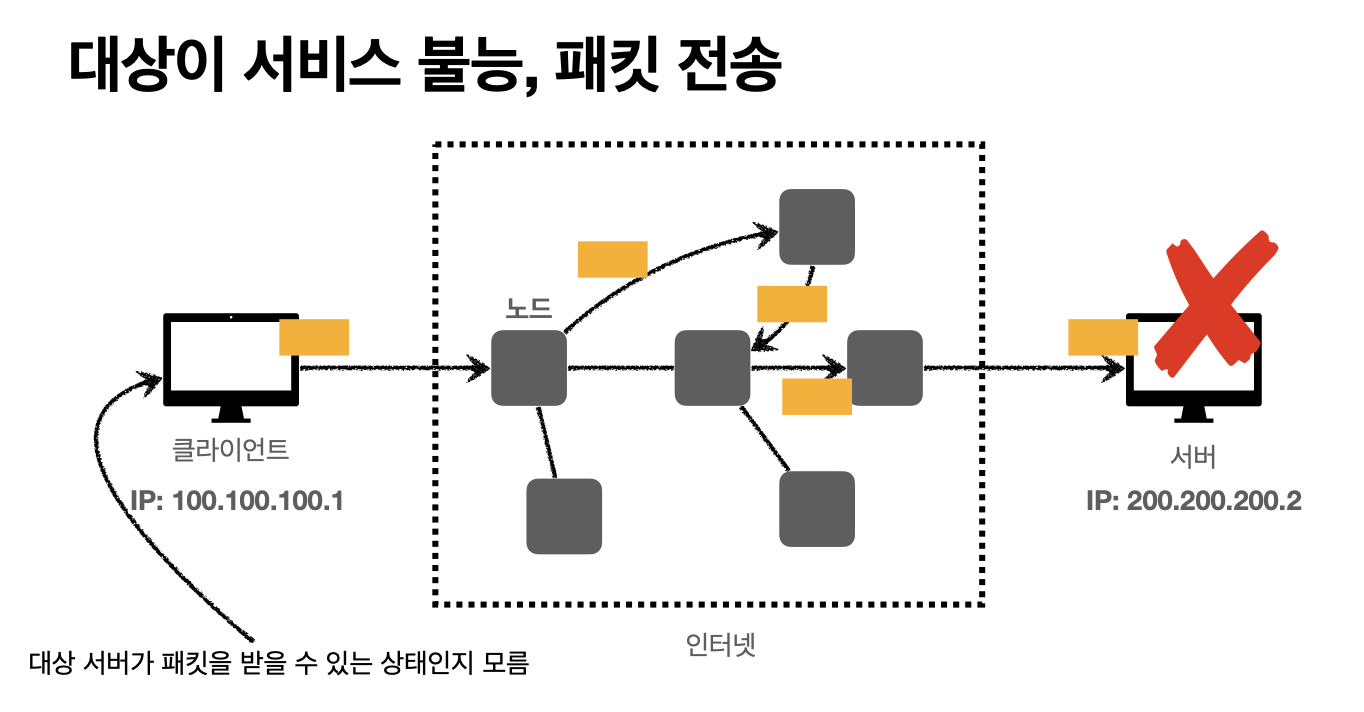 대상이 서비스 불능, 패킷 전송
노드
클라이언트
IP: 100.100.100.1
서버
IP: 200.200.200.2
인터넷
대상 서버가 패킷을 받을 수 있는 상태인지 모름